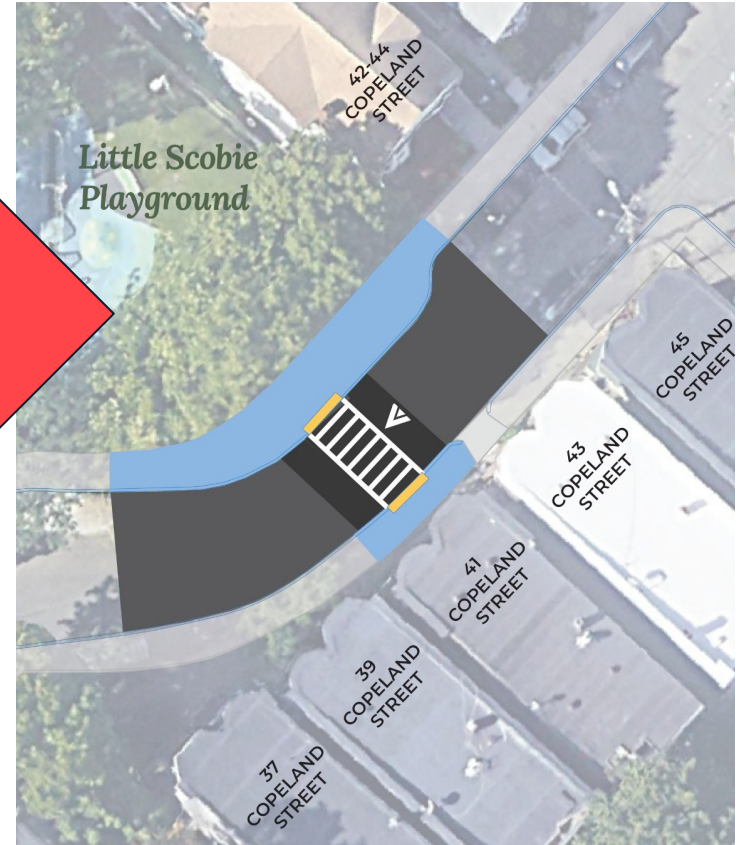 42-44
COPELAND
STREET
Little Scobie
Playground
45
COPELAND
STREET
43
COPELAND
STREET
41
COPELAND
STREET
39
COPELAND
STREET
37
COPELAND
STREET